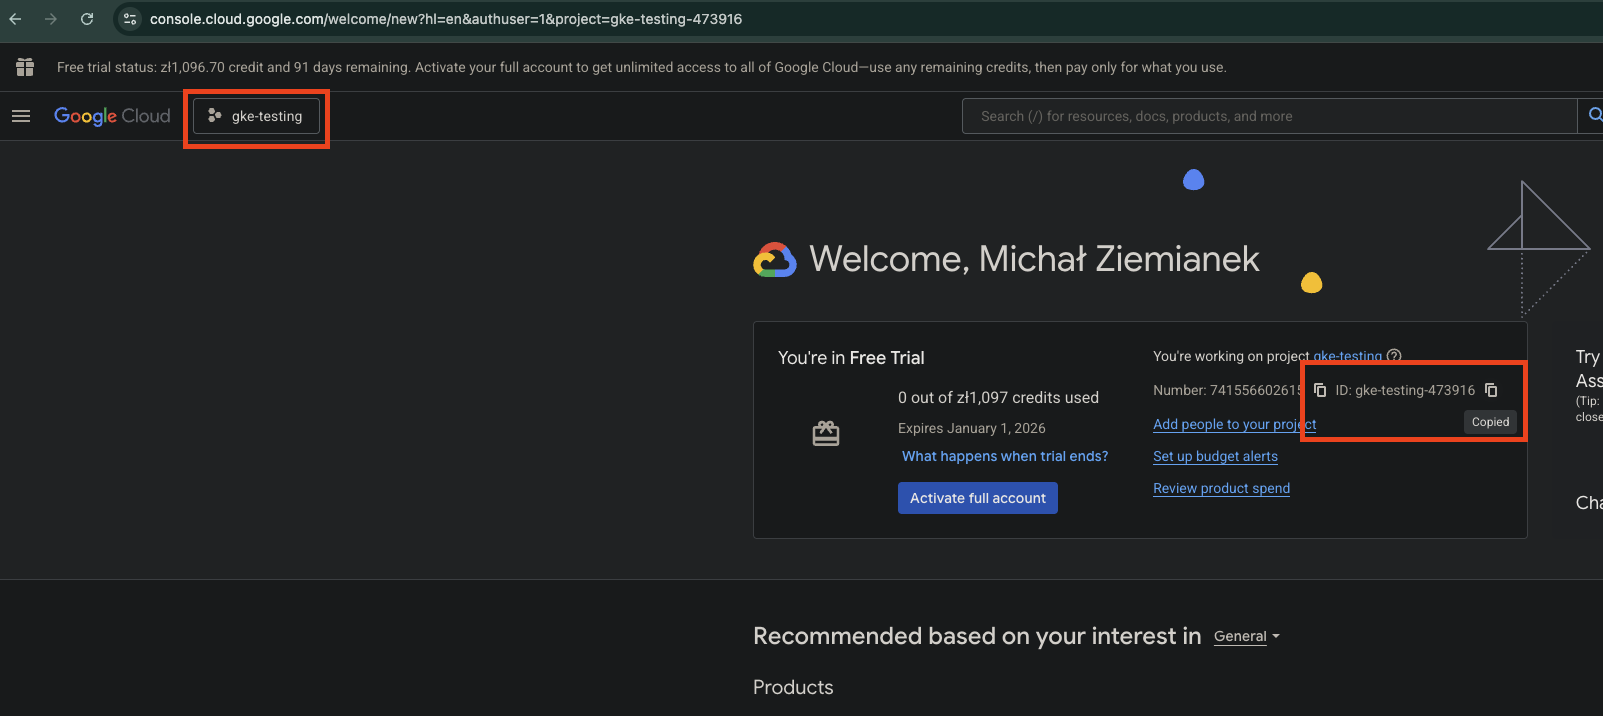 console.cloud.google.com/welcome/new?hl=en&authuser=1&project=gke-testing-473916
Free trial status: zł1,096.70 credit and 91 days remaining. Activate your full account to get unlimited access to all of Google Cloud—use any remaining credits, then pay only for what you use.
Google Cloud
gke-testing
Search (/) for resources, docs, products, and more
Welcome, Michał Ziemianek
You're in Free Trial
0 out of zł1,097 credits used
Expires January 1, 2026
What happens when trial ends?
Activate full account
You're working on project gke-testing
Number: 741556602615
ID: gke-testing-473916
Copied
Add people to your project
Set up budget alerts
Review product spend
Try
(Tip:
Recommended based on your interest in General
Products